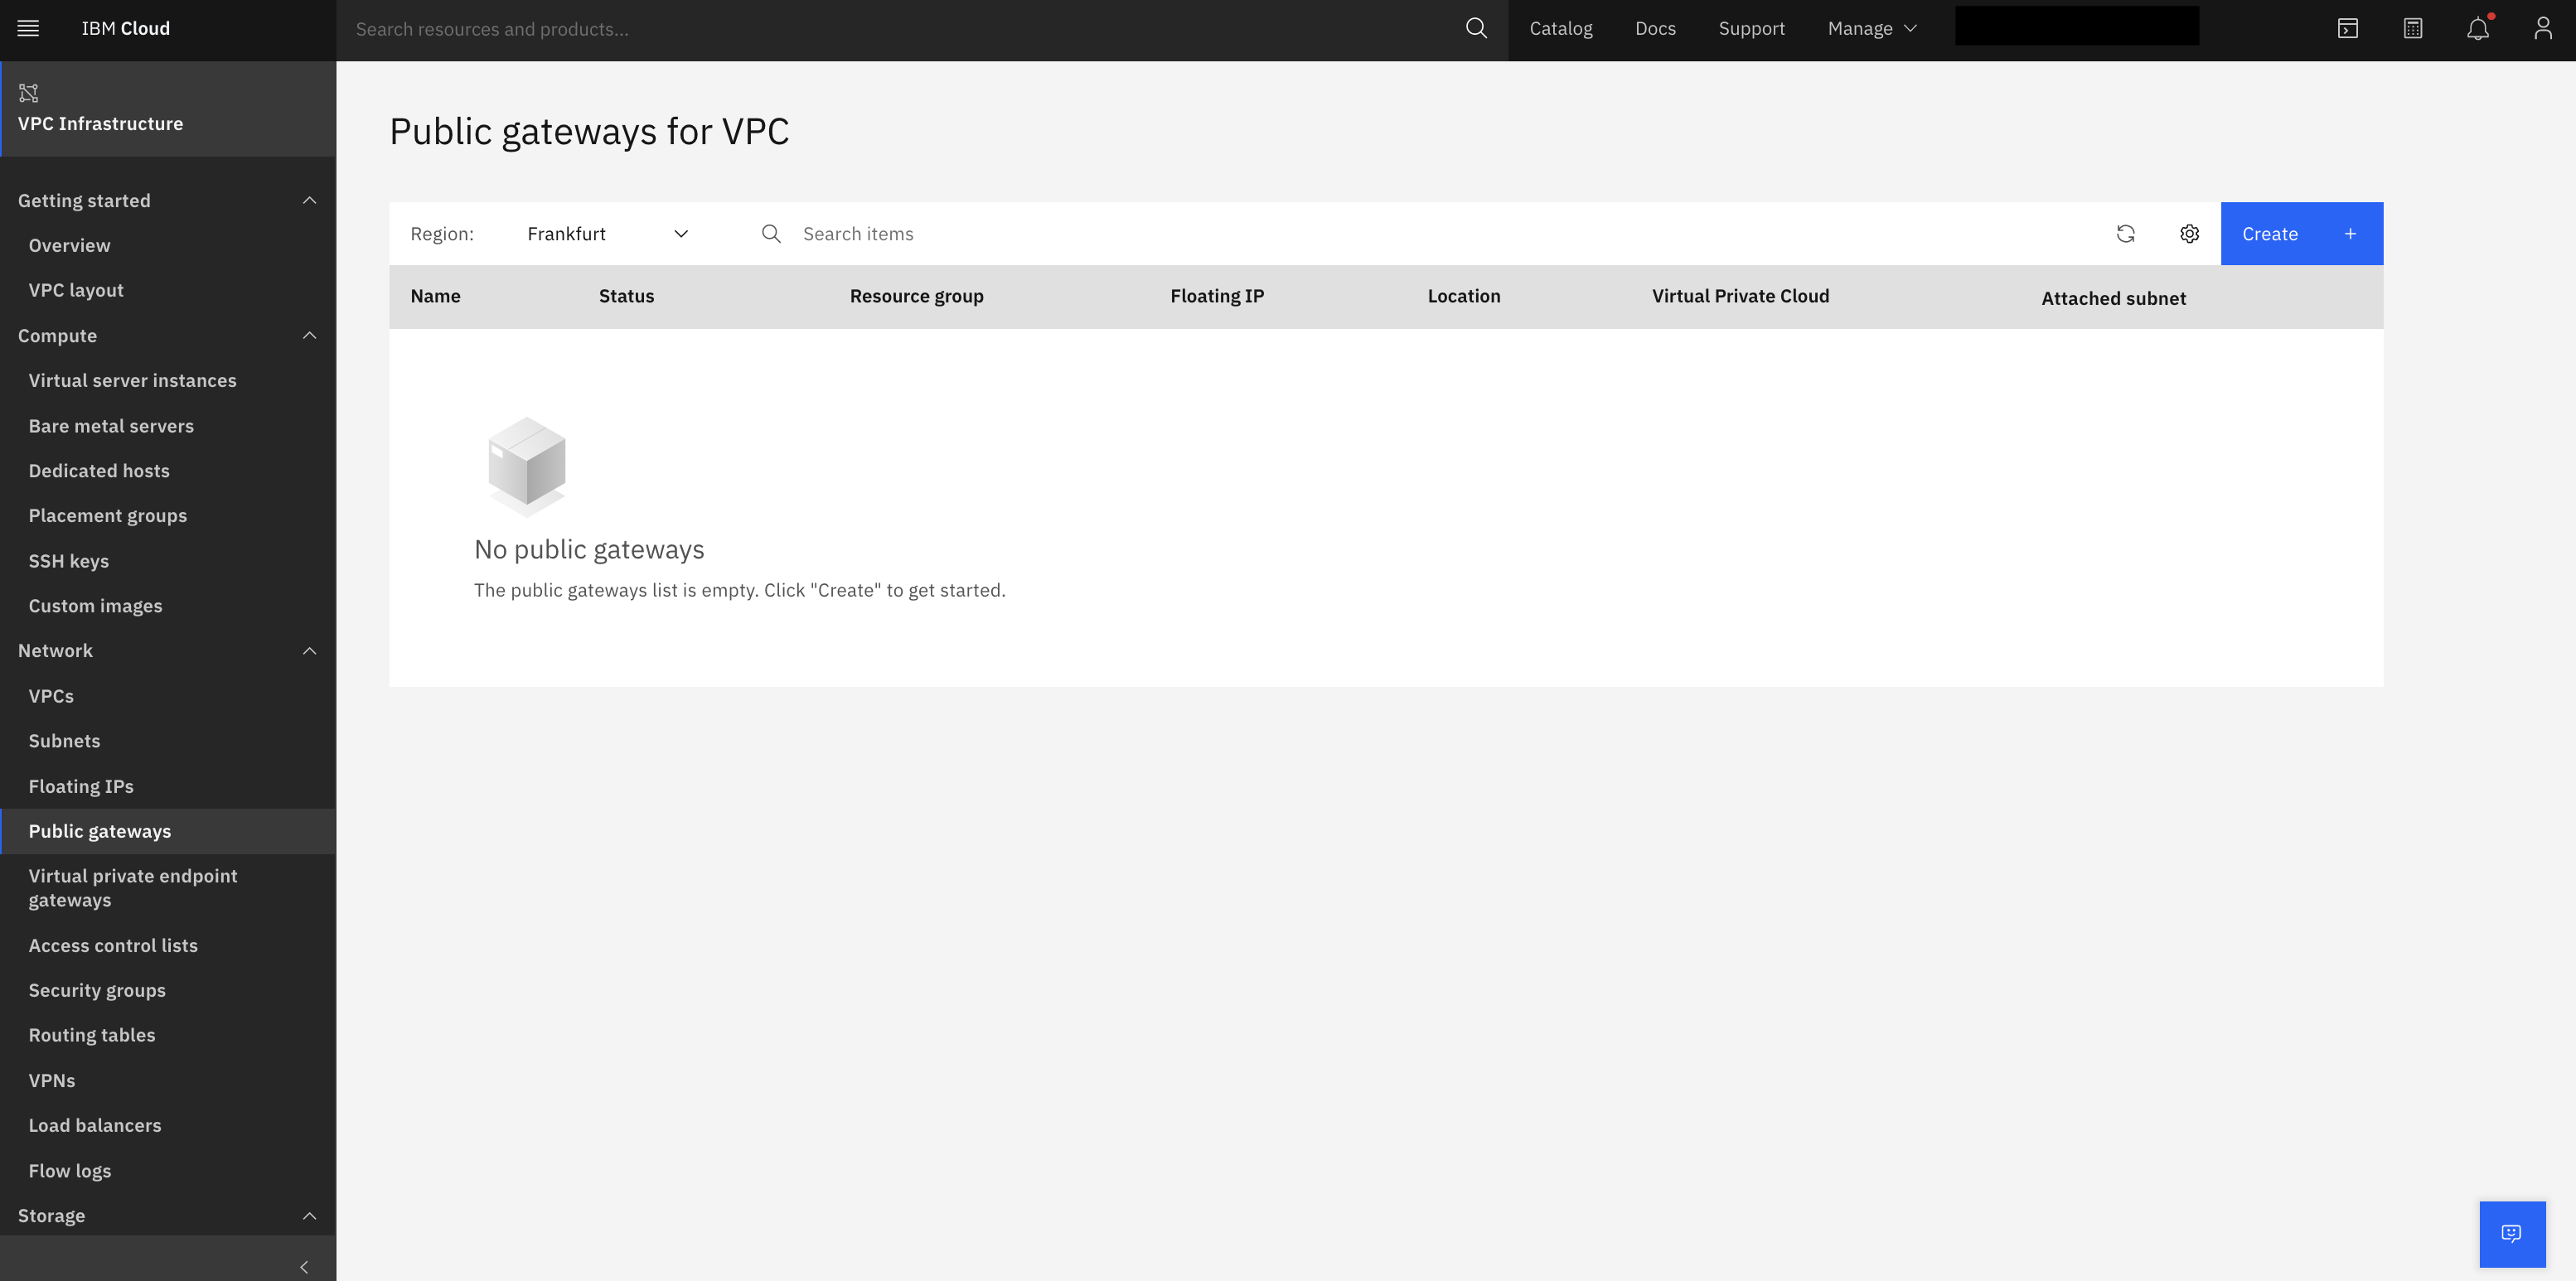 IBM Cloud
Search resources and products...
Catalog
Docs
Support
Manage
VPC Infrastructure
Getting started
Overview
VPC layout
Compute
Virtual server instances
Bare metal servers
Dedicated hosts
Placement groups
SSH keys
Custom images
Network
VPCs
Subnets
Floating IPs
Public gateways
Virtual private endpoint
gateways
Access control lists
Security groups
Routing tables
VPNs
Load balancers
Flow logs
Storage
Public gateways for VPC
Region: Frankfurt
Search items
Create +
Name Status Resource group Floating IP Location Virtual Private Cloud Attached subnet
No public gateways
The public gateways list is empty. Click "Create" to get started.